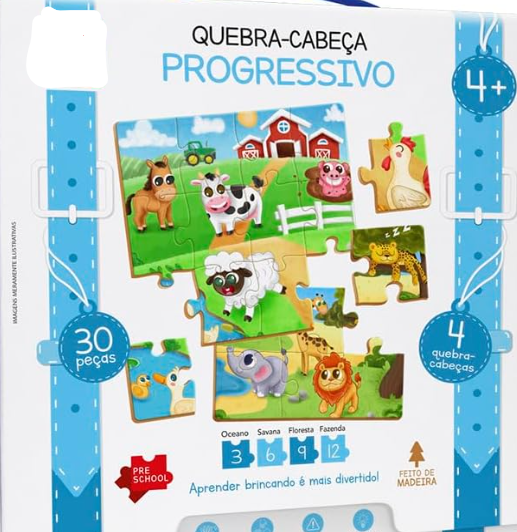 QUEBRA-CABEÇA
PROGRESSIVO
4+
IMAGENS MERAMENTE ILUSTRATIVAS
zZZ
30
peças
4
quebra-
cabeças
Oceano Savana Floresta Fazenda
3 6 9 12
PRE
SCHOOL
Aprender brincando é mais divertido!
FEITO DE
MADEIRA